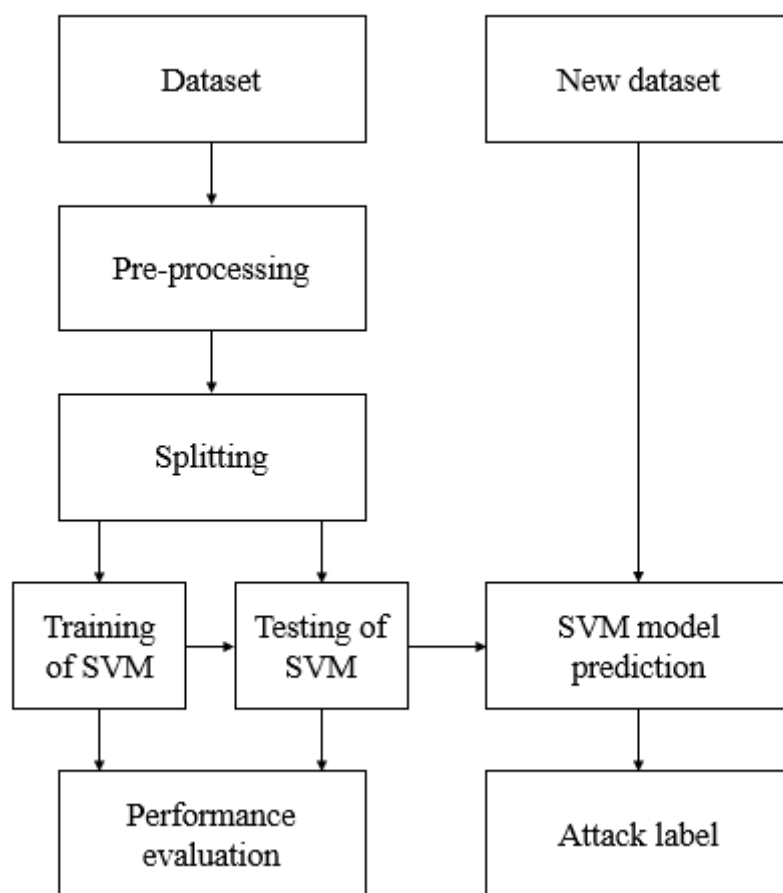 Dataset
New dataset
Pre-processing
Splitting
Training
of SVM
Testing of
SVM
SVM model
prediction
Performance
evaluation
Attack label